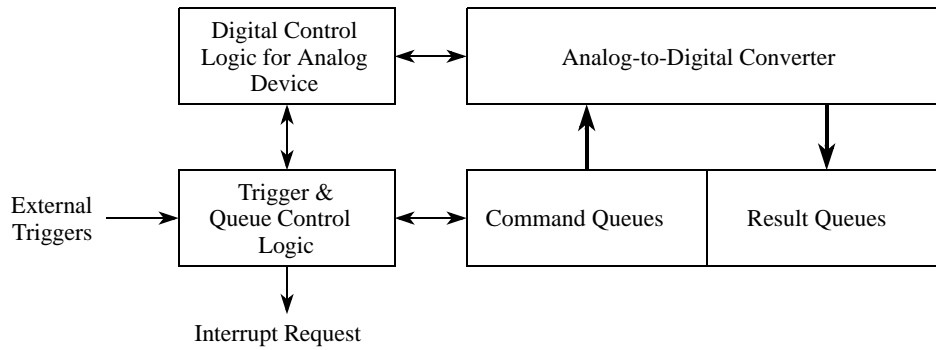 Digital Control
Logic for Analog
Device
Analog-to-Digital Converter
External
Triggers
Trigger &
Queue Control
Logic
Command Queues
Result Queues
Interrupt Request